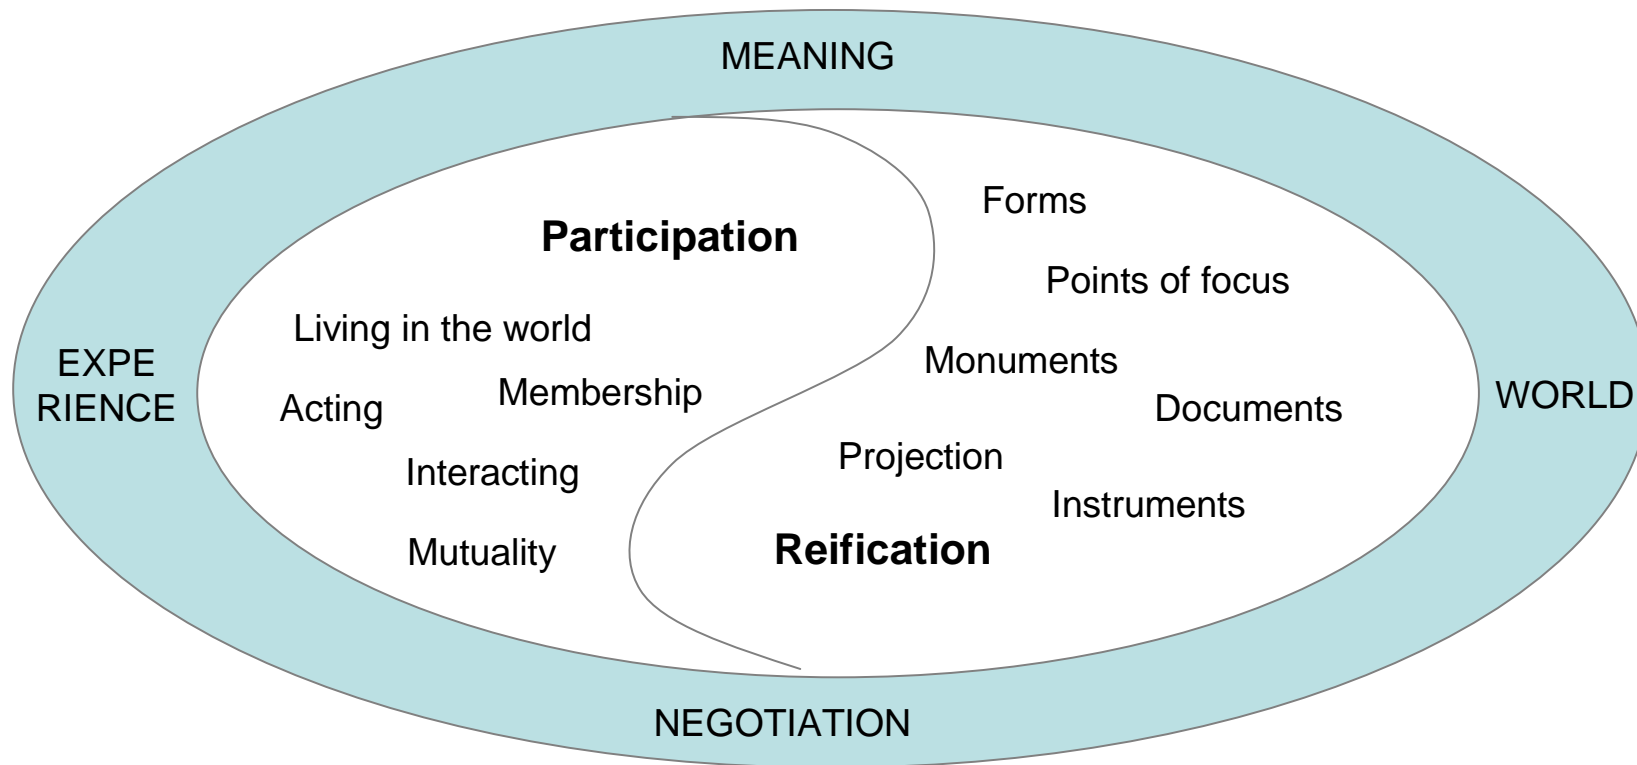 MEANING
Forms
Participation
Points of focus
Living in the world
Monuments
EXPE
RIENCE
Membership
WORLD
Acting
Documents
Projection
Interacting
Instruments
Mutuality
Reification
NEGOTIATION